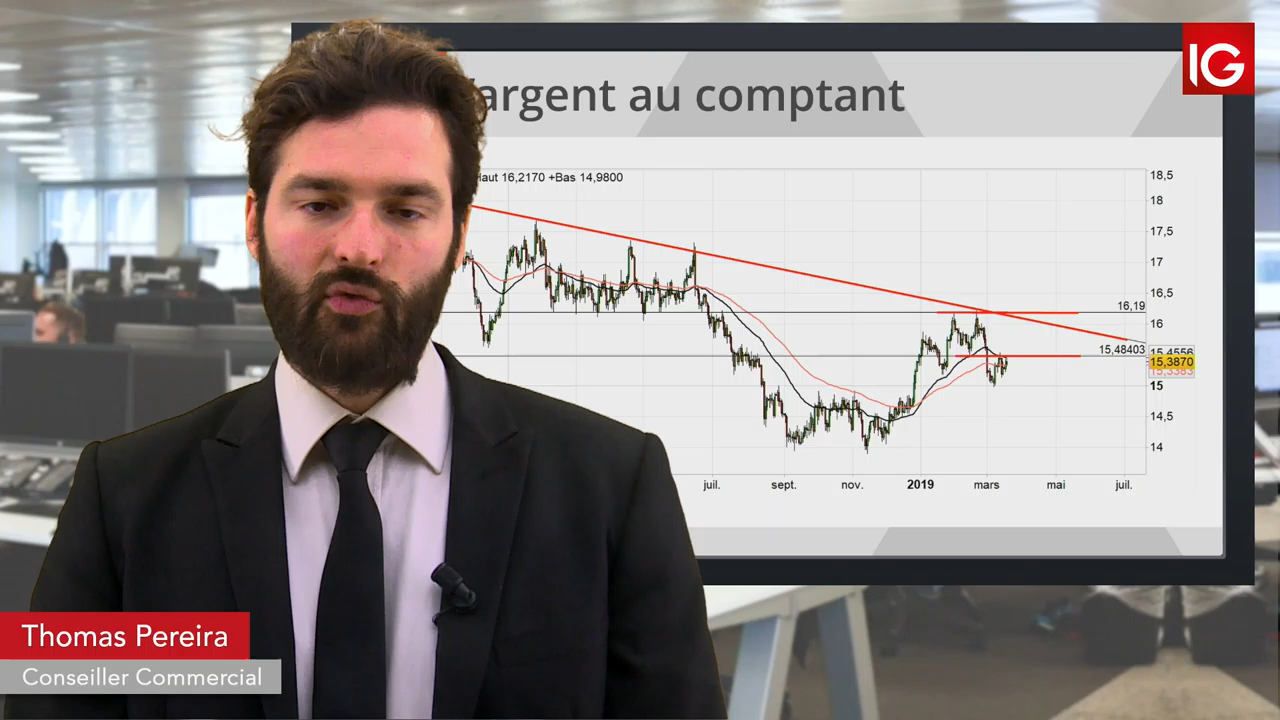 IG
argent au comptant
Haut 16,2170 +Bas 14,9800
18,5
18
17,5
17
16,5
16,19
16
15,48403
15,4556
15,3870
15
14,5
14
juil.
sept.
nov.
2019
mars
mai
juil.
Thomas Pereira
Conseiller Commercial